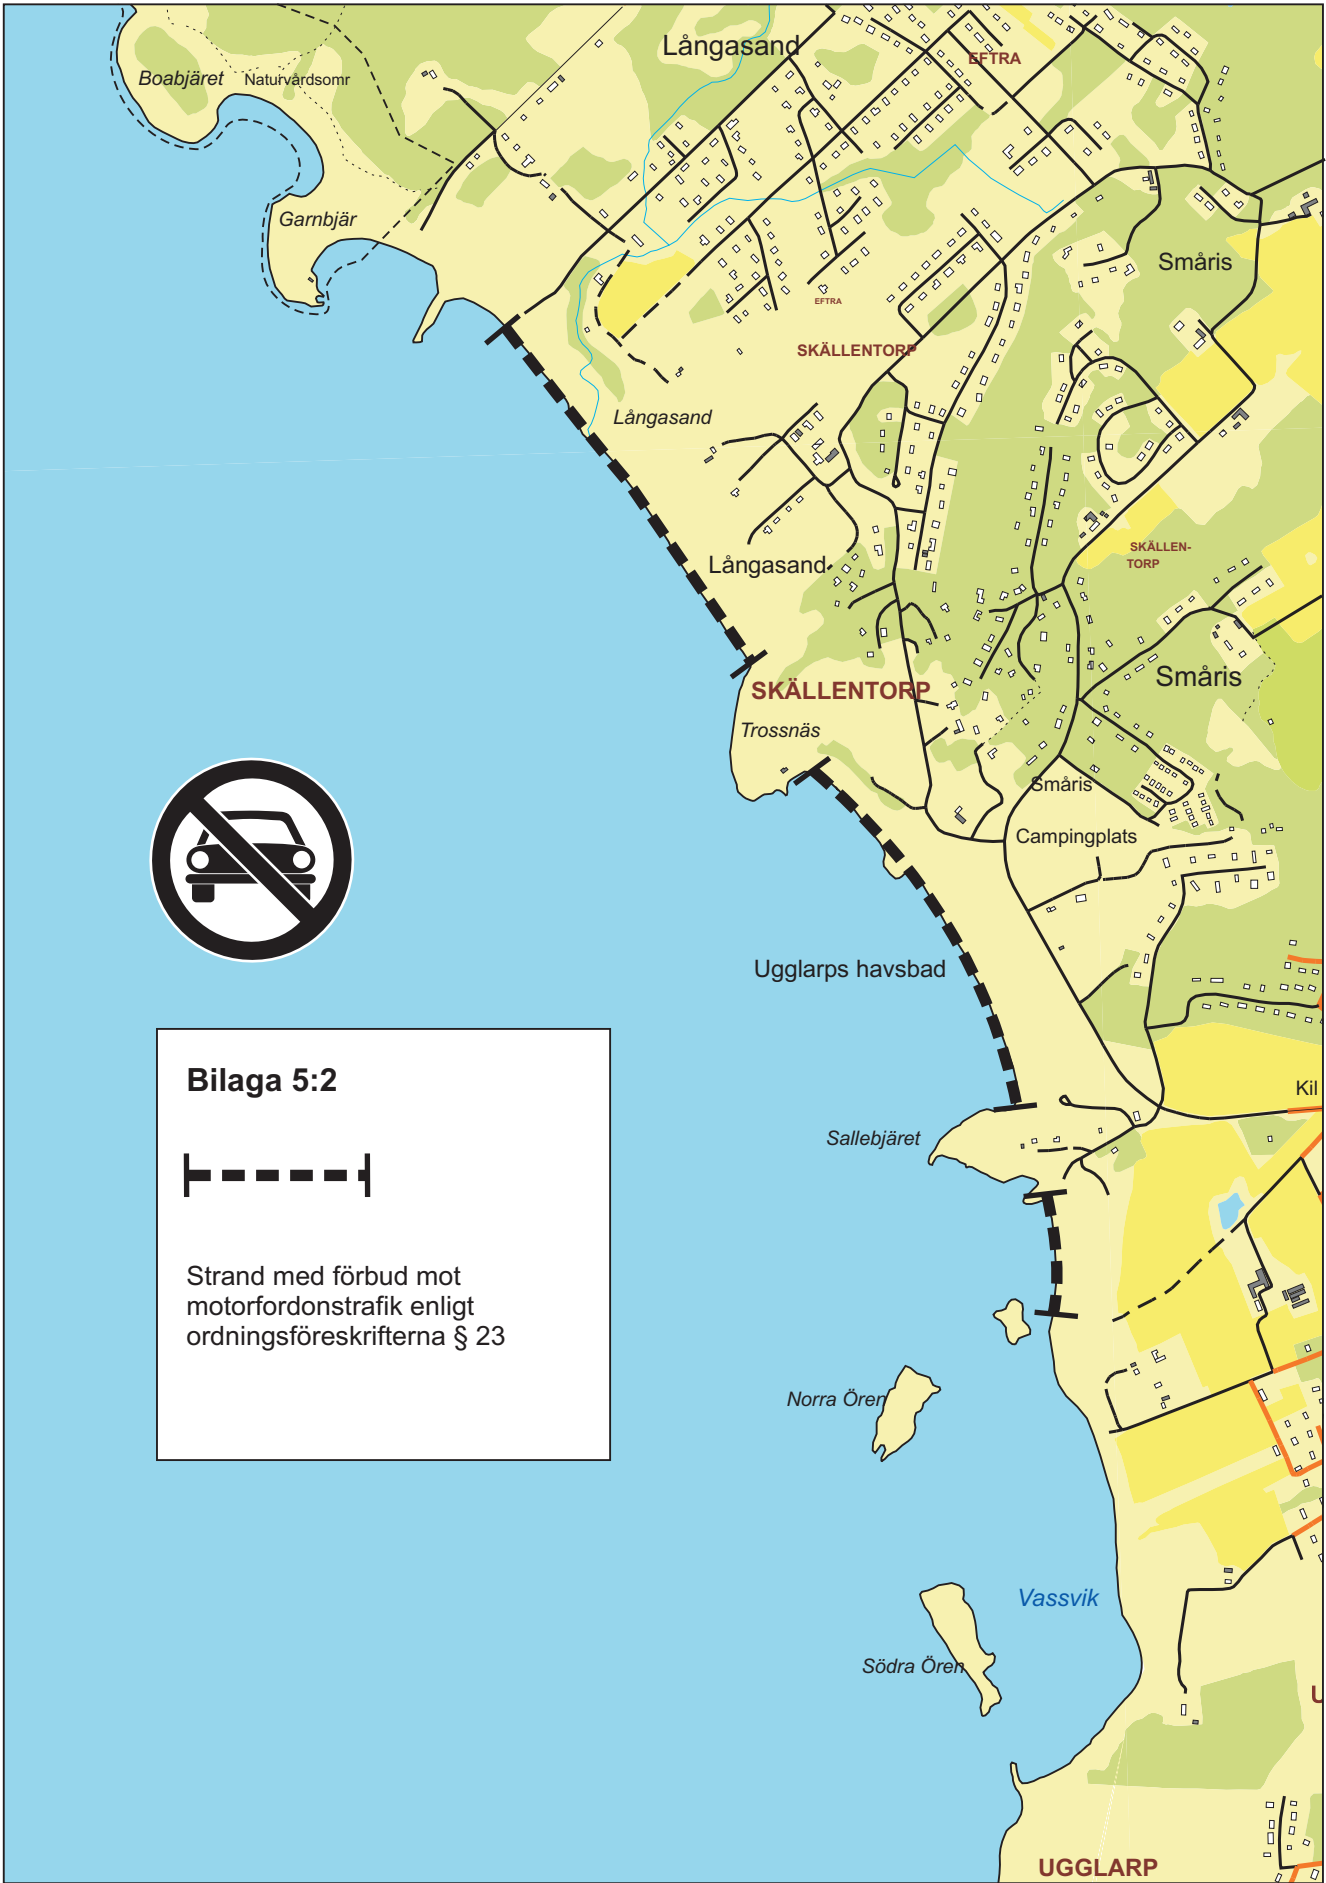 Långasand
EFTRA
Boabjäret
Naturvårdsomr
Garnbjär
Småris
EFTRA
SKÄLLENTORP
Långasand
SKÄLLEN-
TORP
Långasand
Småris
SKÄLLENTORP
Trossnäs
Småris
Campingplats
Ugglarps havsbad
Bilaga 5:2
Kil
Sallebjäret
Strand med förbud mot
motorfordonstrafik enligt
ordningsföreskrifterna § 23
Norra Ören
Vassvik
Södra Ören
U
UGGLARP